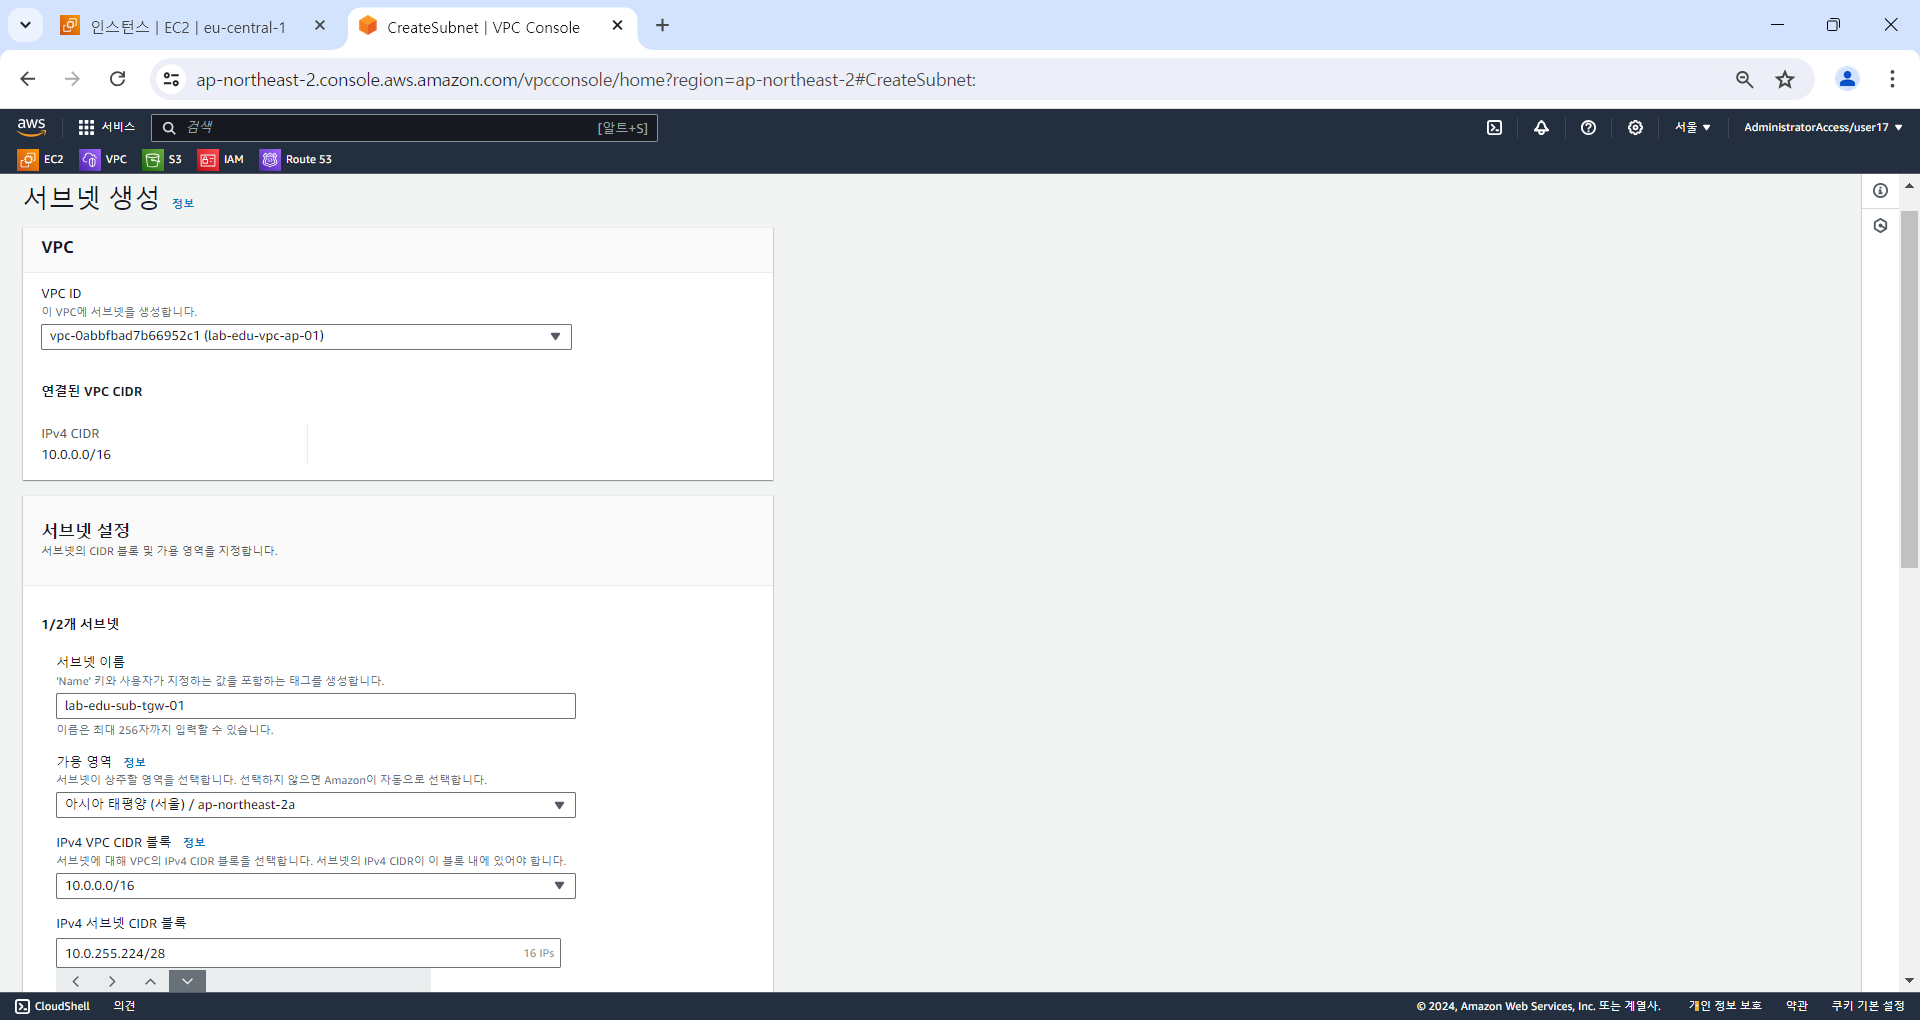 인스턴스 | EC2 | eu-central-1
CreateSubnet | VPC Console
ap-northeast-2.console.aws.amazon.com/vpcconsole/home?region=ap-northeast-2#CreateSubnet:
aws
서비스
검색
[알트+S]
서울
AdministratorAccess/user17
EC2
VPC
S3
IAM
Route 53
서브넷 생성 정보
VPC
VPC ID
이 VPC에 서브넷을 생성합니다.
vpc-0abbfbad7b66952c1 (lab-edu-vpc-ap-01)
연결된 VPC CIDR
IPv4 CIDR
10.0.0.0/16
서브넷 설정
서브넷의 CIDR 블록 및 가용 영역을 지정합니다.
1/2개 서브넷
서브넷 이름
'Name' 키와 사용자가 지정하는 값을 포함하는 태그를 생성합니다.
lab-edu-sub-tgw-01
이름은 최대 256자까지 입력할 수 있습니다.
가용 영역 정보
서브넷이 상주할 영역을 선택합니다. 선택하지 않으면 Amazon이 자동으로 선택합니다.
아시아 태평양 (서울) / ap-northeast-2a
IPv4 VPC CIDR 블록 정보
서브넷에 대해 VPC의 IPv4 CIDR 블록을 선택합니다. 서브넷의 IPv4 CIDR이 이 블록 내에 있어야 합니다.
10.0.0.0/16
IPv4 서브넷 CIDR 블록
10.0.255.224/28
16 IPs
CloudShell
의견
© 2024, Amazon Web Services, Inc. 또는 계열사.
개인 정보 보호
약관
쿠키 기본 설정